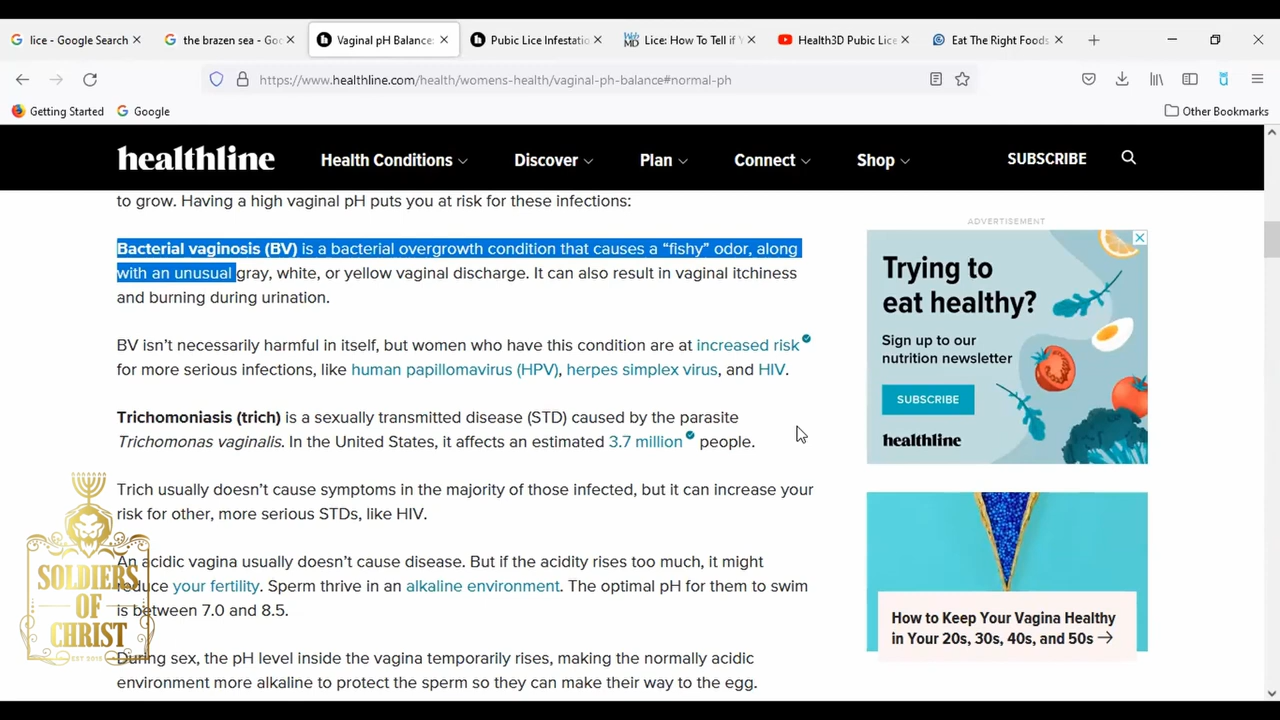 lice - Google Search
the brazen sea - Goo
Vaginal pH Balance:
Pubic Lice Infestatio
WebMD
Lice: How To Tell if Y
Health3D Pubic Lice
Eat The Right Foods
https://www.healthline.com/health/womens-health/vaginal-ph-balance#normal-ph
Getting Started
Google
Other Bookmarks
healthline
Health Conditions
Discover
Plan
Connect
Shop
SUBSCRIBE
to grow. Having a high vaginal pH puts you at risk for these infections:
Bacterial vaginosis (BV) is a bacterial overgrowth condition that causes a “fishy” odor, along
with an unusual gray, white, or yellow vaginal discharge. It can also result in vaginal itchiness
and burning during urination.
BV isn’t necessarily harmful in itself, but women who have this condition are at increased risk
for more serious infections, like human papillomavirus (HPV), herpes simplex virus, and HIV.
Trichomoniasis (trich) is a sexually transmitted disease (STD) caused by the parasite
Trichomonas vaginalis. In the United States, it affects an estimated 3.7 million people.
Trich usually doesn’t cause symptoms in the majority of those infected, but it can increase your
risk for other, more serious STDs, like HIV.
An acidic vagina usually doesn’t cause disease. But if the acidity rises too much, it might
reduce your fertility. Sperm thrive in an alkaline environment. The optimal pH for them to swim
is between 7.0 and 8.5.
During sex, the pH level inside the vagina temporarily rises, making the normally acidic
environment more alkaline to protect the sperm so they can make their way to the egg.
ADVERTISEMENT
Trying to
eat healthy?
Sign up to our
nutrition newsletter
SUBSCRIBE
healthline
How to Keep Your Vagina Healthy
in Your 20s, 30s, 40s, and 50s
SOLDIERS
OF
CHRIST